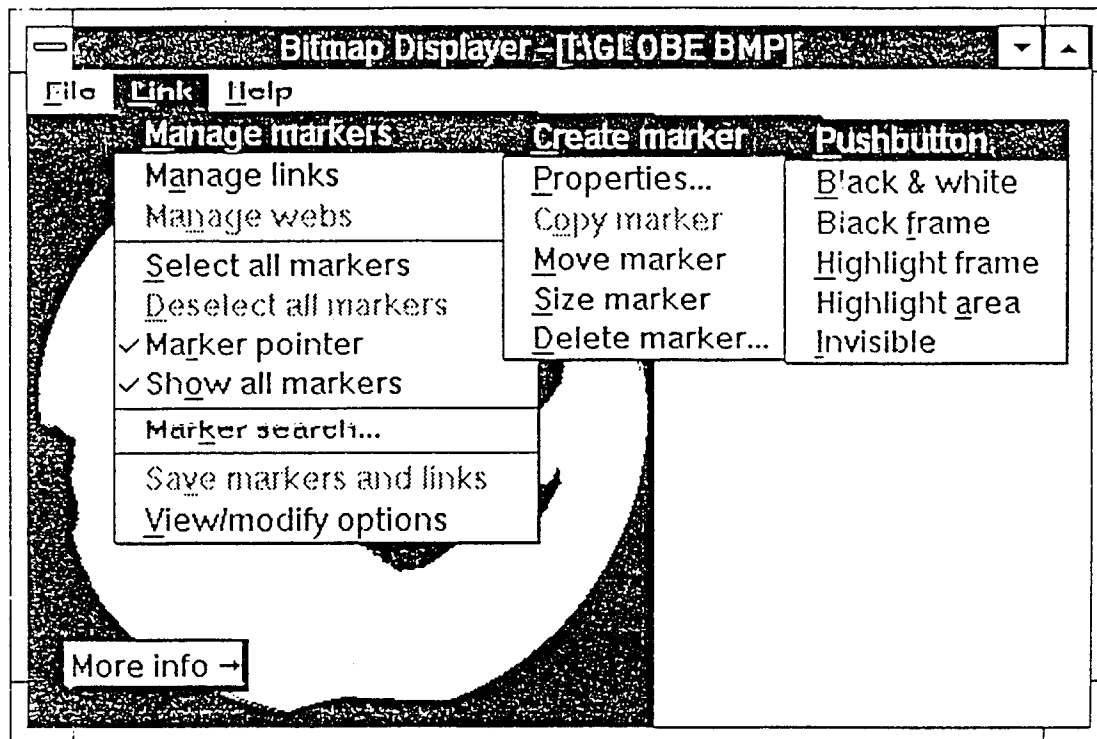 Bitmap Displayer - [T:\GLOBE BMP]
File Link Help
Manage markers
Manage links
Manage webs
Select all markers
Deselect all markers
✓ Marker pointer
✓ Show all markers
Marker search...
Save markers and links
View/modify options
Create marker
Properties...
Copy marker
Move marker
Size marker
Delete marker...
Pushbutton
Black & white
Black frame
Highlight frame
Highlight area
Invisible
More info →